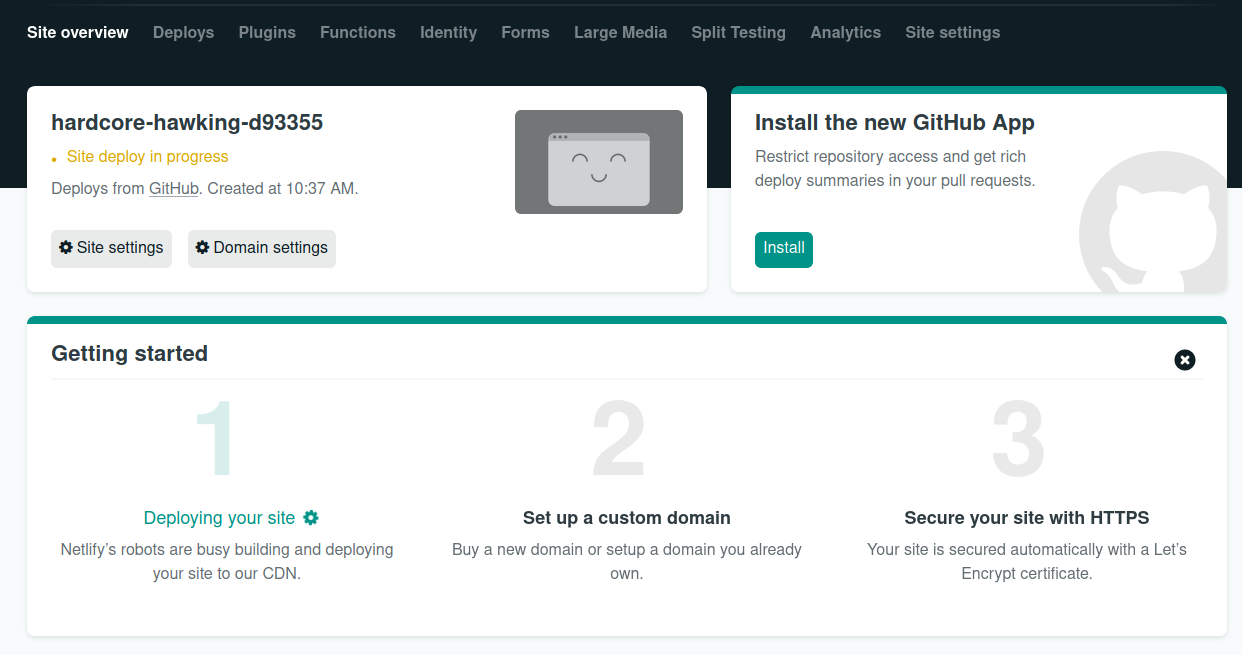 Site overview Deploys Plugins Functions Identity Forms Large Media Split Testing Analytics Site settings
hardcore-hawking-d93355
Site deploy in progress
Deploys from GitHub. Created at 10:37 AM.
Site settings Domain settings
Install the new GitHub App
Restrict repository access and get rich
deploy summaries in your pull requests.
Install
Getting started
1
Deploying your site
Netlify’s robots are busy building and deploying
your site to our CDN.
2
Set up a custom domain
Buy a new domain or setup a domain you already
own.
3
Secure your site with HTTPS
Your site is secured automatically with a Let’s
Encrypt certificate.